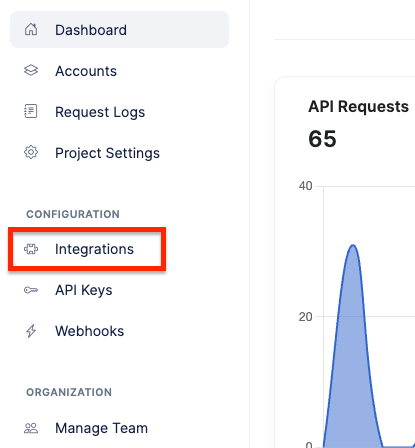 Dashboard
Accounts
Request Logs
Project Settings
CONFIGURATION
Integrations
API Keys
Webhooks
ORGANIZATION
Manage Team
API Requests
65
40
20
0